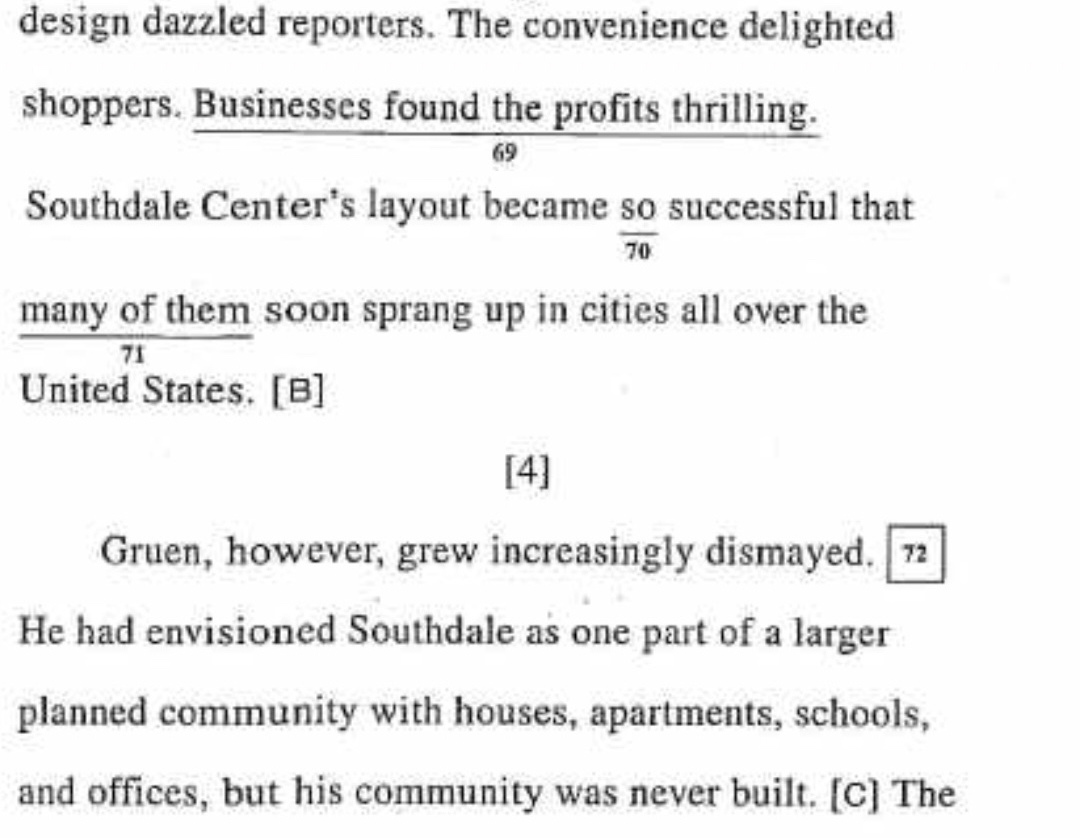 design dazzled reporters. The convenience delighted
shoppers. Businesses found the profits thrilling.
69
Southdale Center's layout became so successful that
70
many of them soon sprang up in cities all over the
71
United States. [B]
[4]
Gruen, however, grew increasingly dismayed. 72
He had envisioned Southdale as one part of a larger
planned community with houses, apartments, schools,
and offices, but his community was never built. [C] The